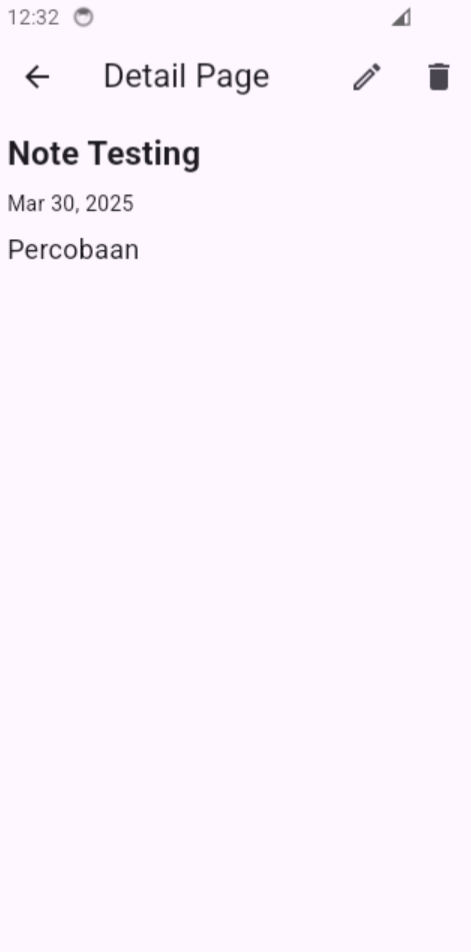 12:32
Detail Page
Note Testing
Mar 30, 2025
Percobaan